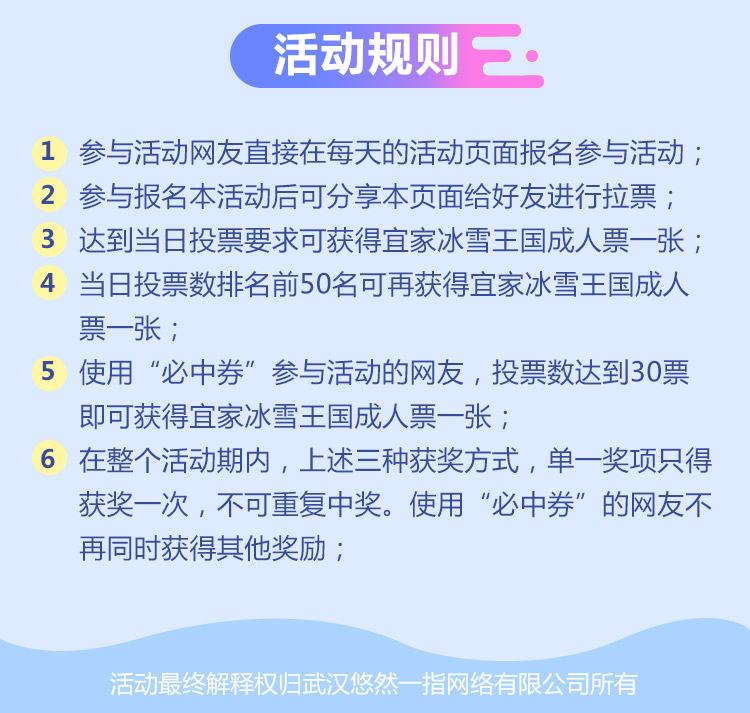 活动规则
1 参与活动网友直接在每天的活动页面报名参与活动；
2 参与报名本活动后可分享本页面给好友进行拉票；
3 达到当日投票要求可获得宜家冰雪王国成人票一张；
4 当日投票数排名前50名可再获得宜家冰雪王国成人
票一张；
5 使用“必中券”参与活动的网友，投票数达到30票
即可获得宜家冰雪王国成人票一张；
6 在整个活动期内，上述三种获奖方式，单一奖项只得
获奖一次，不可重复中奖。使用“必中券”的网友不
再同时获得其他奖励；
活动最终解释权归武汉悠然一指网络有限公司所有